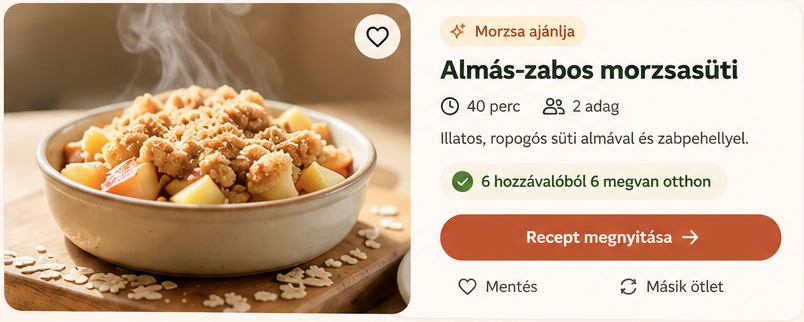 Morzsa ajánlja
Almás-zabos morzsasüti
40 perc
2 adag
Illatos, ropogós süti almával és zabpehellyel.
6 hozzávalóból 6 megvan otthon
Recept megnyitása
Mentés
Másik ötlet